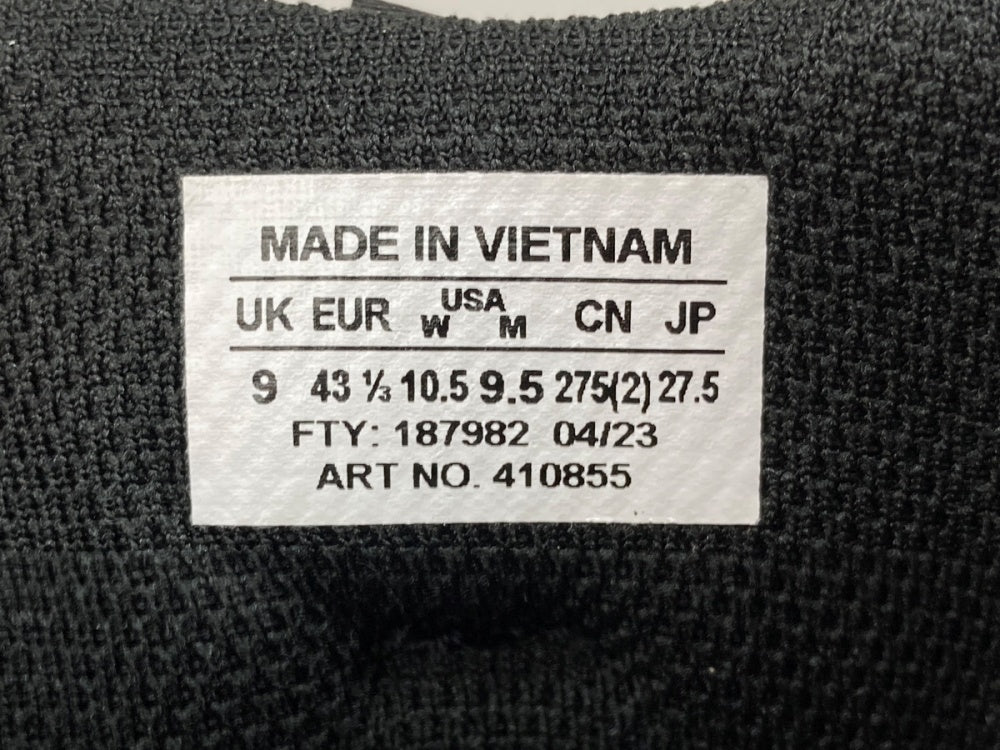 MADE IN VIETNAM
UK EUR USA CN JP
W M
9 43 ⅓ 10.5 9.5 275(2) 27.5
FTY: 187982 04/23
ART NO. 410855